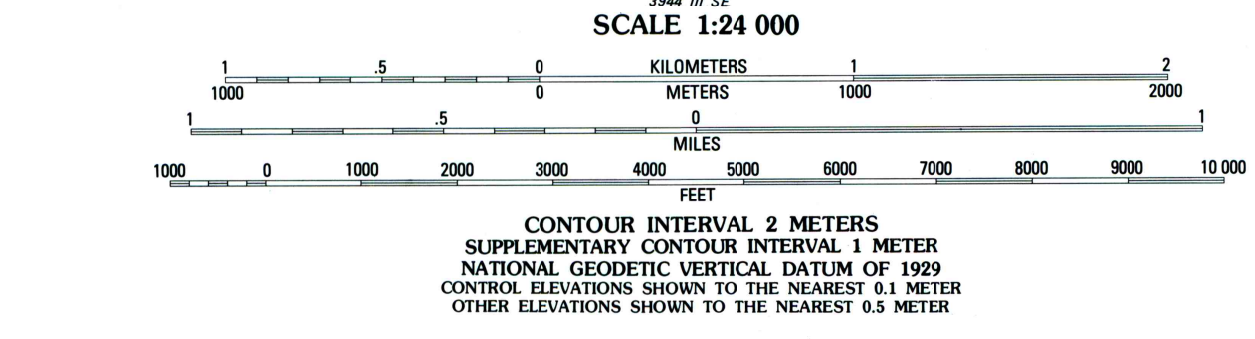 3944 III SE
SCALE 1:24 000
1 .5 0 KILOMETERS 1 2
1000 0 METERS 1000 2000
1 .5 0 1
MILES
1000 0 1000 2000 3000 4000 5000 6000 7000 8000 9000 10 000
FEET
CONTOUR INTERVAL 2 METERS
SUPPLEMENTARY CONTOUR INTERVAL 1 METER
NATIONAL GEODETIC VERTICAL DATUM OF 1929
CONTROL ELEVATIONS SHOWN TO THE NEAREST 0.1 METER
OTHER ELEVATIONS SHOWN TO THE NEAREST 0.5 METER